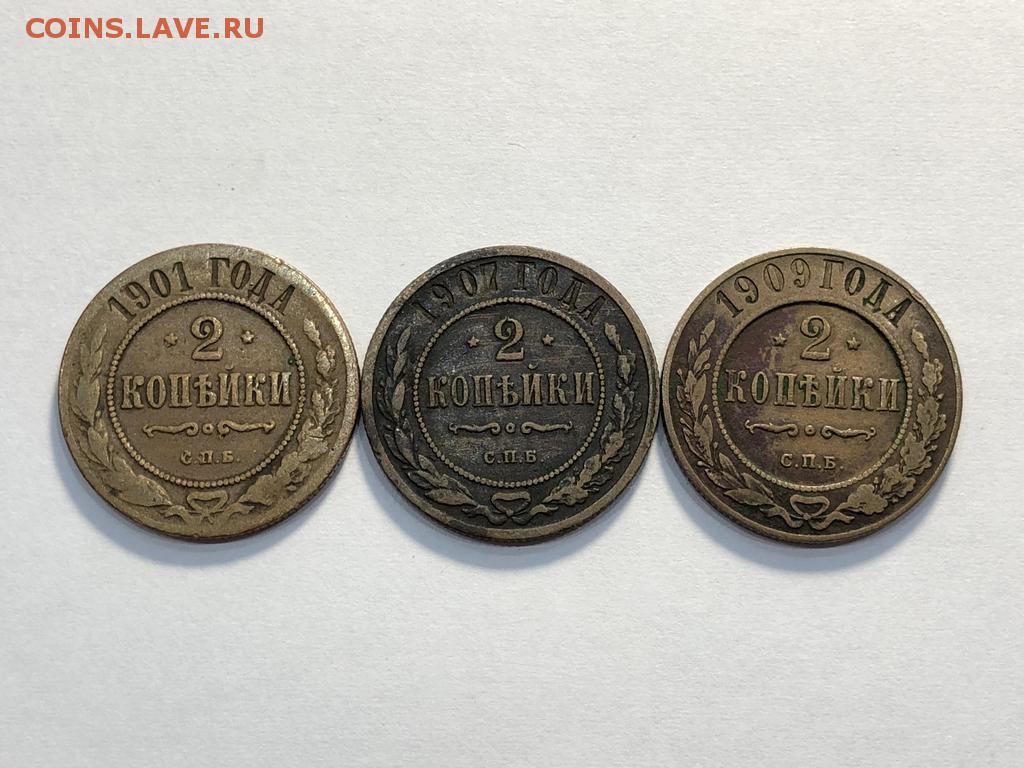 COINS.LAVE.RU
1901 ГОДА
2
КОПѢЙКИ
С.П.Б.
1907 ГОДА
2
КОПѢЙКИ
С.П.Б
1909 ГОДА
2
КОПѢЙКИ
С.П.Б.